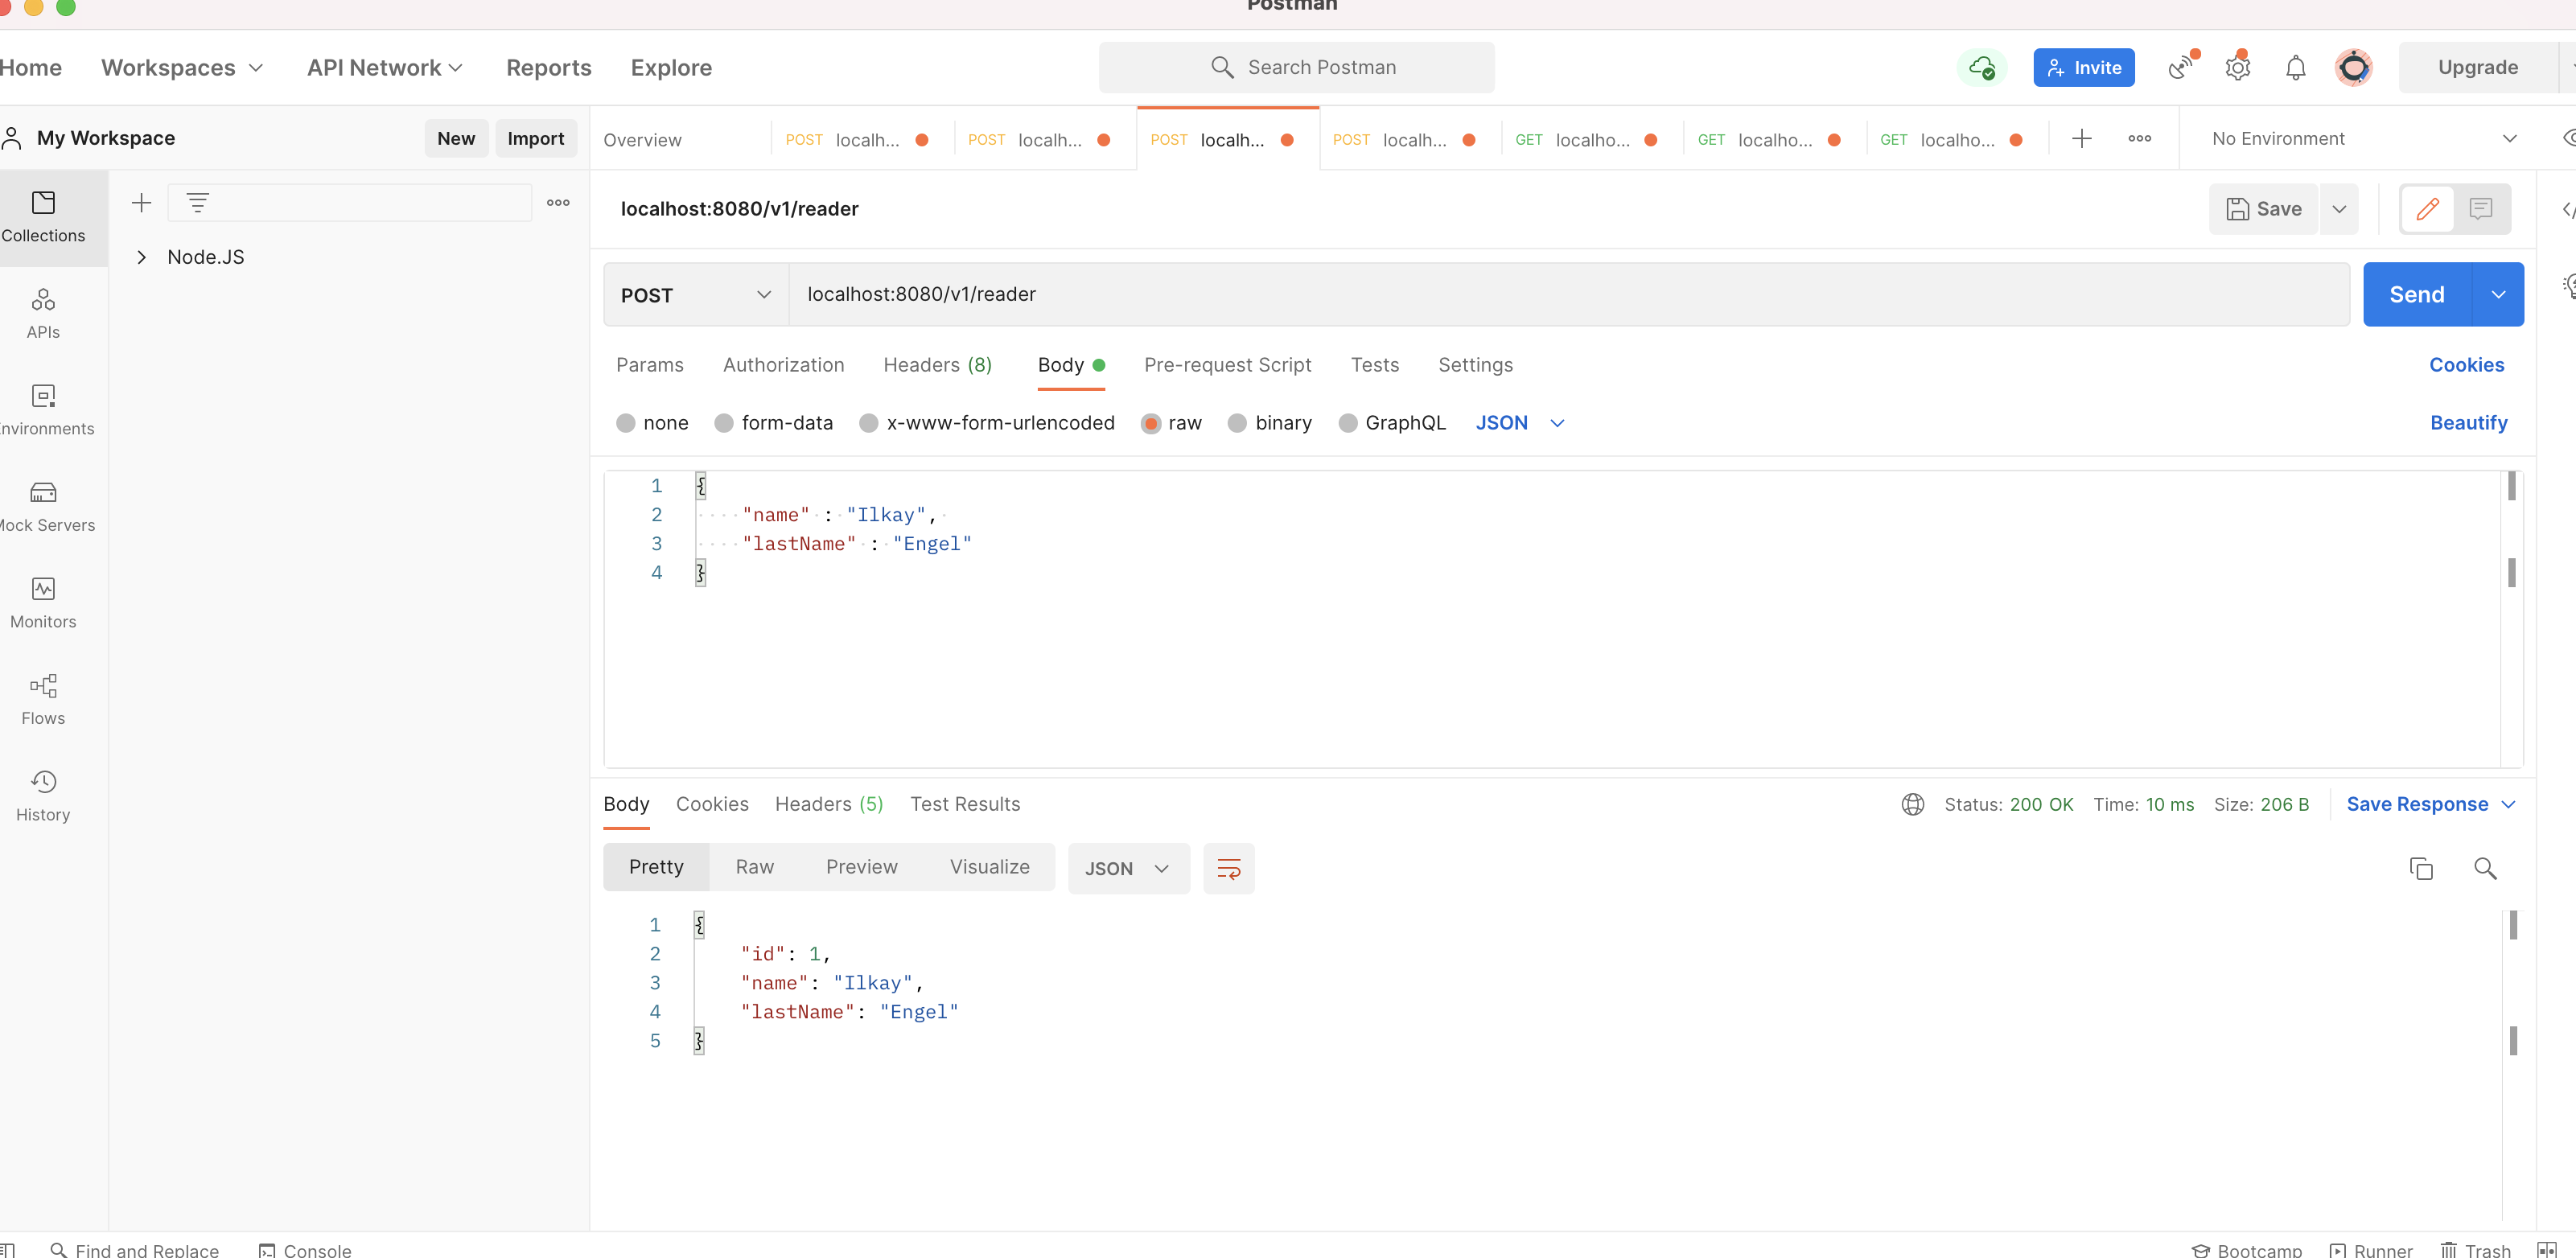 Postman
Home Workspaces API Network Reports Explore Search Postman Invite Upgrade
My Workspace New Import Overview POST localh... POST localh... POST localh... POST localh... GET localho... GET localho... GET localho... No Environment
Collections
Node.JS
APIs
nvironments
Mock Servers
Monitors
Flows
History
localhost:8080/v1/reader Save
POST localhost:8080/v1/reader Send
Params Authorization Headers (8) Body Pre-request Script Tests Settings Cookies
none form-data x-www-form-urlencoded raw binary GraphQL JSON Beautify
1 {
2 "name" : "Ilkay",
3 "lastName" : "Engel"
4 }
Body Cookies Headers (5) Test Results Status: 200 OK Time: 10 ms Size: 206 B Save Response
Pretty Raw Preview Visualize JSON
1 {
2 "id": 1,
3 "name": "Ilkay",
4 "lastName": "Engel"
5 }
Find and Replace Console Bootcamp Runner Trash